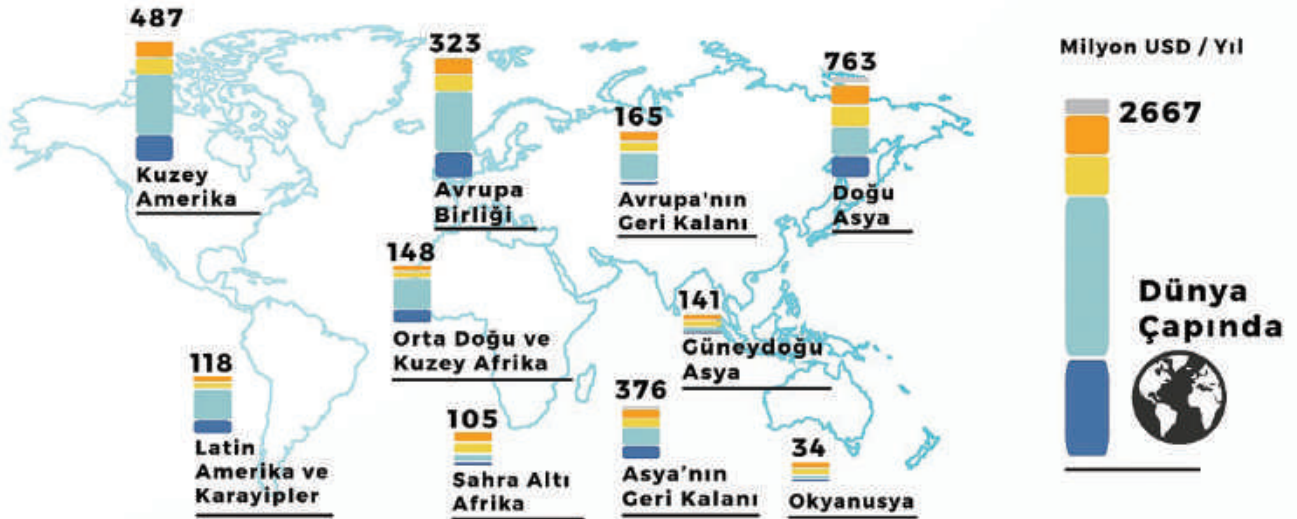 487
Kuzey
Amerika
323
Avrupa
Birliği
165
Avrupa'nın
Geri Kalanı
763
Doğu
Asya
Milyon USD / Yıl
2667
Dünya
Çapında
148
Orta Doğu ve
Kuzey Afrika
141
Güneydoğu
Asya
118
Latin
Amerika ve
Karayipler
105
Sahra Altı
Afrika
376
Asya'nın
Geri Kalanı
34
Okyanusya